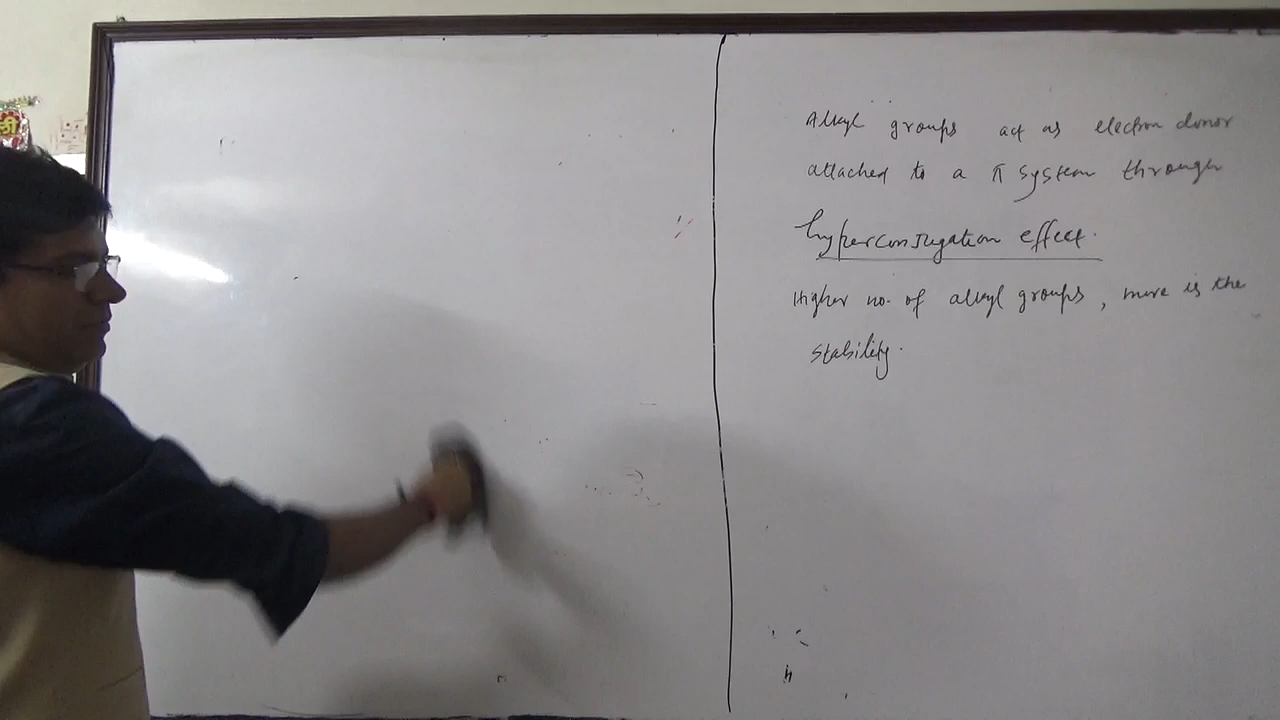 ली
Alkyl groups act as electron donor
attached to a π system through
hyperconjugation effect.
Higher no. of alkyl groups, more is the
stability.